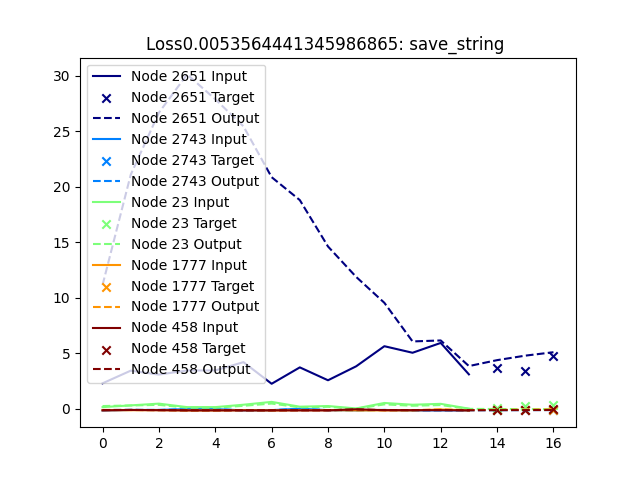 Loss0.0053564441345986865: save_string
30
25
20
15
10
5
0
Node 2651 Input
Node 2651 Target
Node 2651 Output
Node 2743 Input
Node 2743 Target
Node 2743 Output
Node 23 Input
Node 23 Target
Node 23 Output
Node 1777 Input
Node 1777 Target
Node 1777 Output
Node 458 Input
Node 458 Target
Node 458 Output
0 2 4 6 8 10 12 14 16